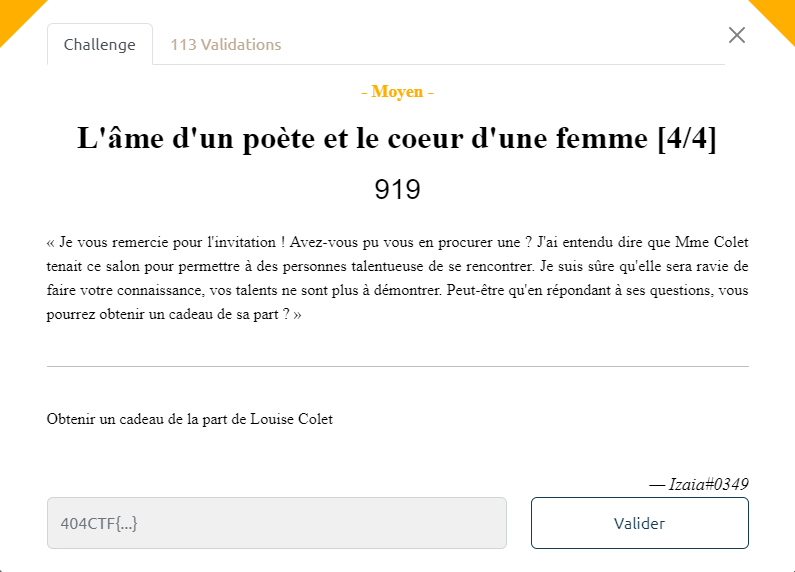 Challenge
113 Validations
- Moyen -
L'âme d'un poète et le coeur d'une femme [4/4]
919
« Je vous remercie pour l'invitation ! Avez-vous pu vous en procurer une ? J'ai entendu dire que Mme Colet
tenait ce salon pour permettre à des personnes talentueuse de se rencontrer. Je suis sûre qu'elle sera ravie de
faire votre connaissance, vos talents ne sont plus à démontrer. Peut-être qu'en répondant à ses questions, vous
pourrez obtenir un cadeau de sa part ? »
Obtenir un cadeau de la part de Louise Colet
— Izaia#0349
404CTF{...}
Valider